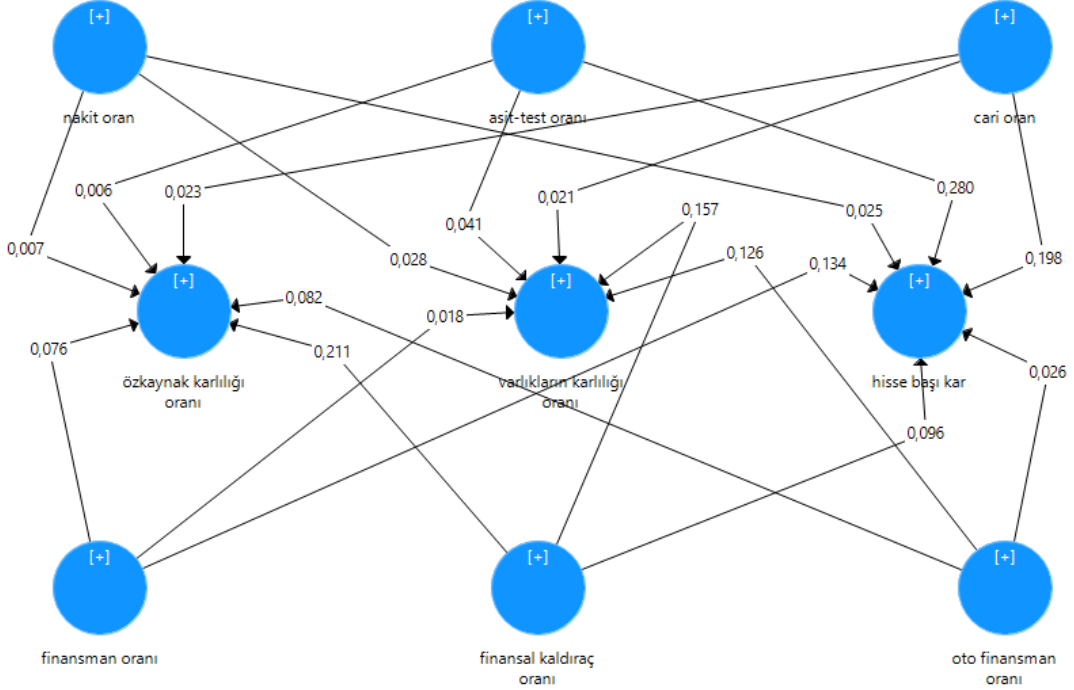 [+]
[+]
[+]
nakit oran
asit-test oranı
cari oran
0,006
0,023
0,041
0,021
0,157
0,025
0,280
0,007
0,028
0,126
0,134
0,198
[+]
[+]
[+]
0,082
0,018
0,076
0,211
0,026
özkaynak karlılığı
oranı
varlıkların karlılığı
oranı
hisse başı kar
0,096
[+]
[+]
[+]
finansman oranı
finansal kaldıraç
oranı
oto finansman
oranı